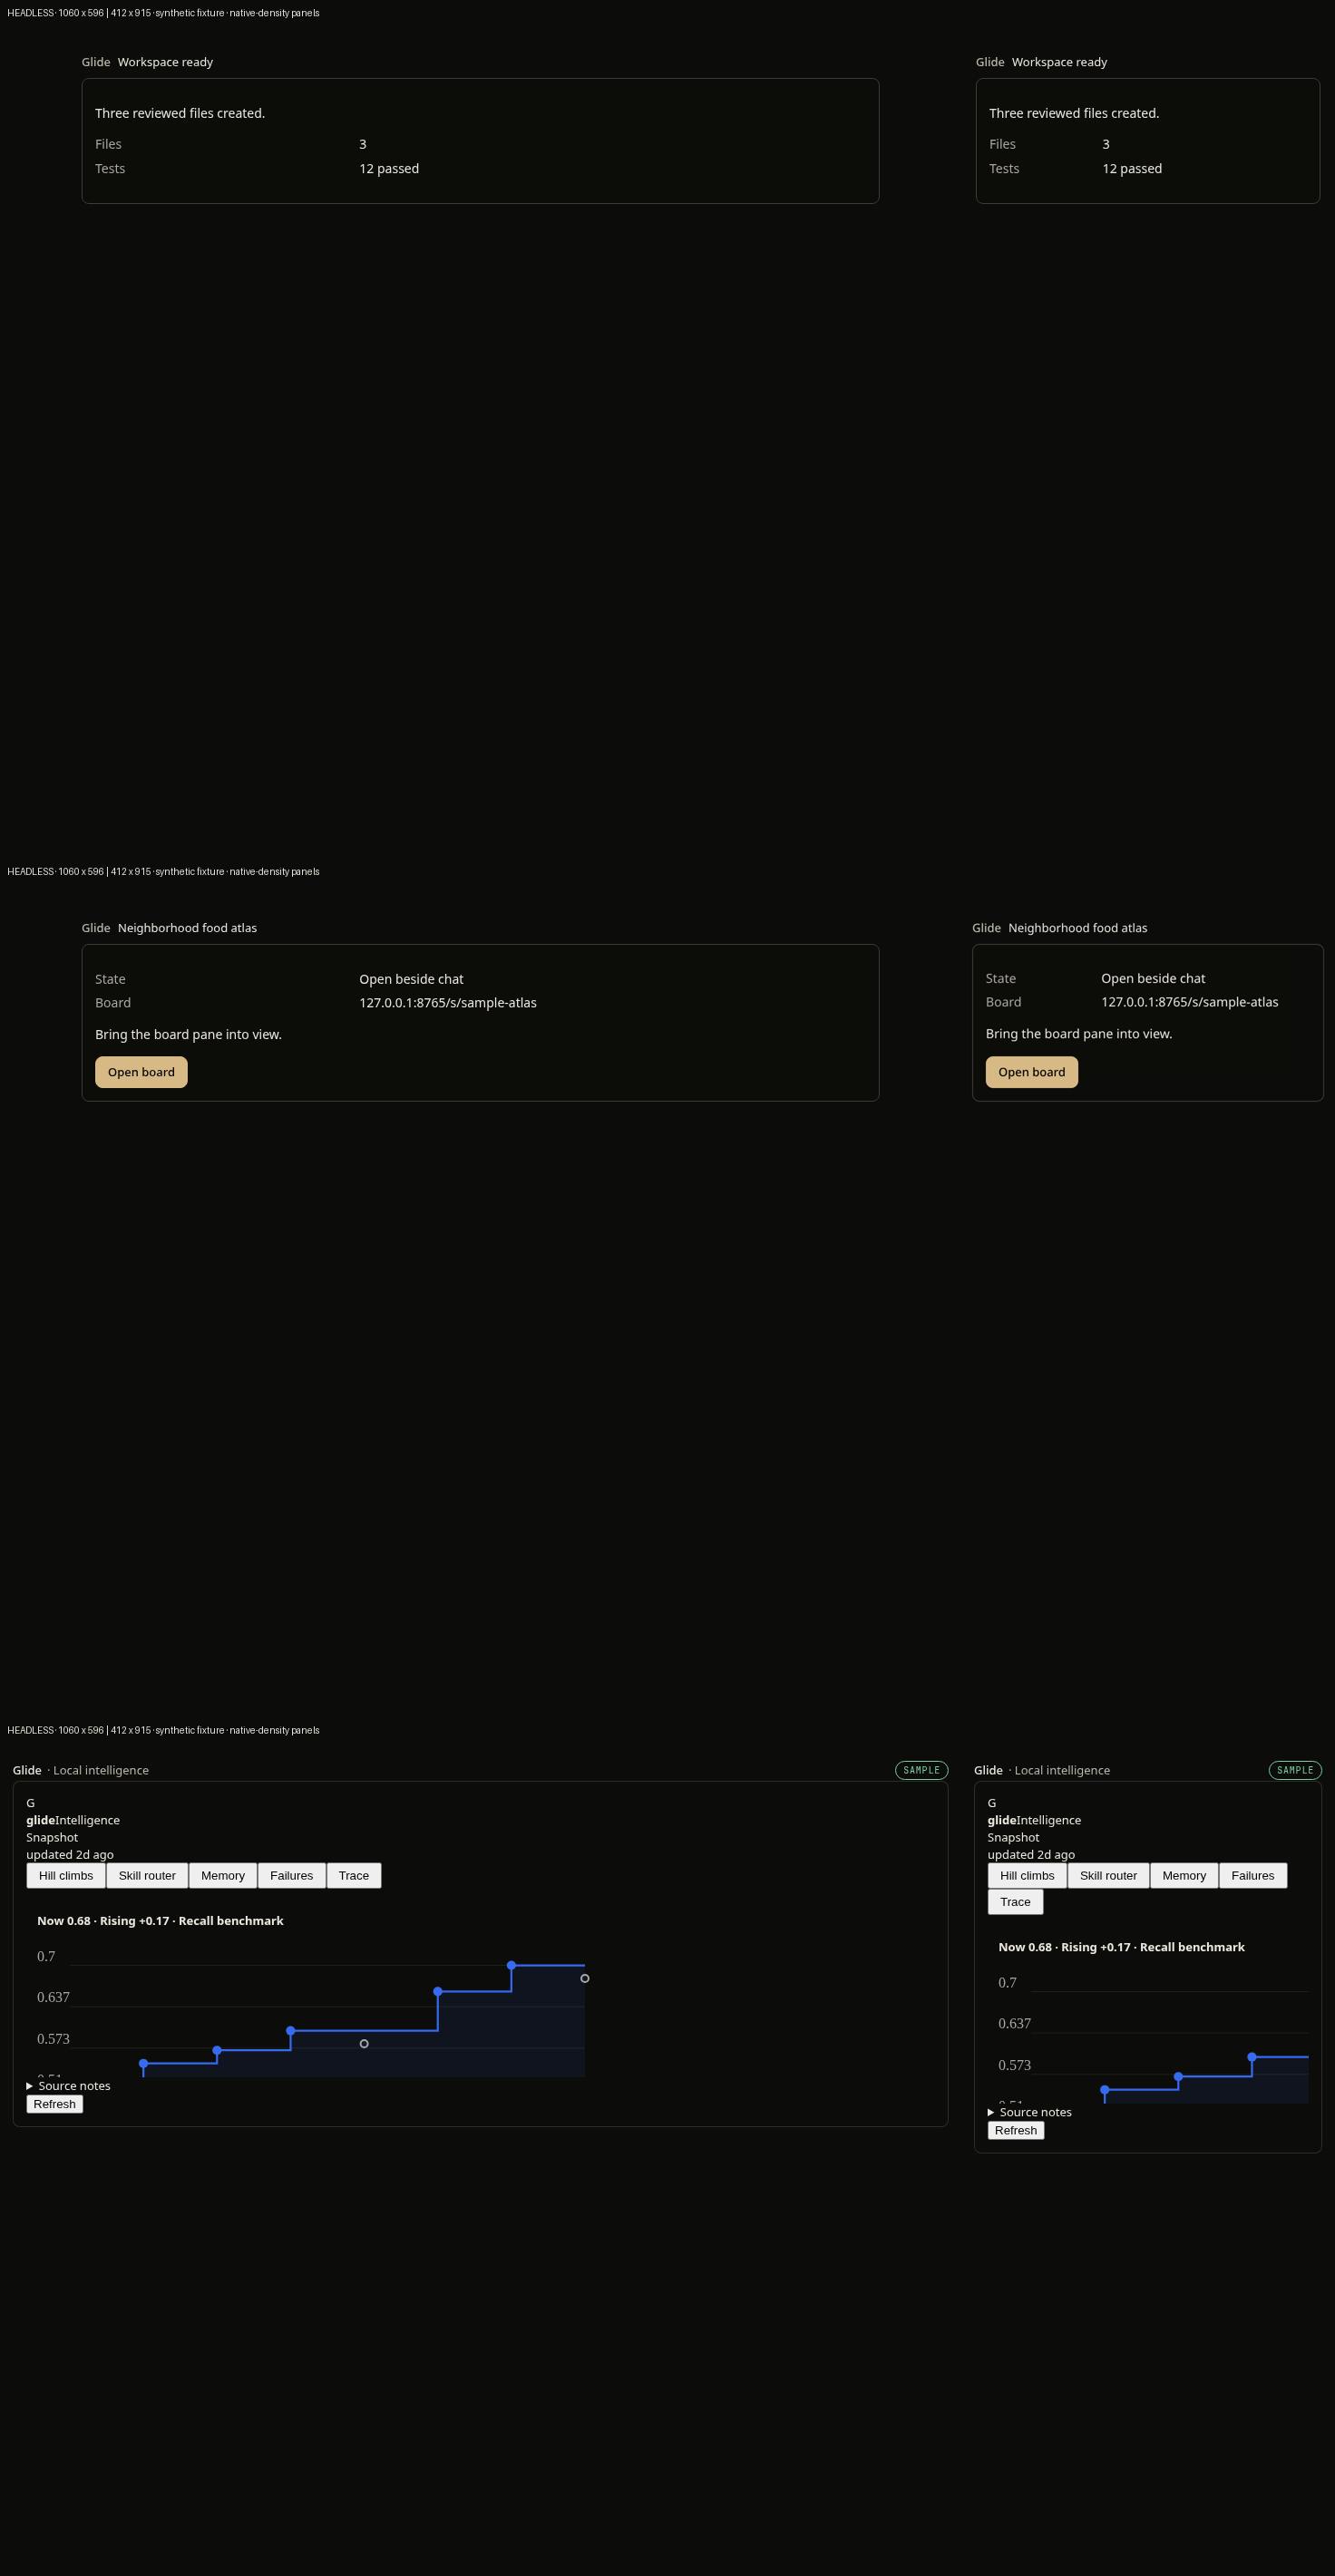 HEADLESS · 1060 x 596 | 412 x 915 · synthetic fixture · native-density panels
Glide Workspace ready
Three reviewed files created.
Files 3
Tests 12 passed
Glide Workspace ready
Three reviewed files created.
Files 3
Tests 12 passed
HEADLESS · 1060 x 596 | 412 x 915 · synthetic fixture · native-density panels
Glide Neighborhood food atlas
State Open beside chat
Board 127.0.0.1:8765/s/sample-atlas
Bring the board pane into view.
Open board
Glide Neighborhood food atlas
State Open beside chat
Board 127.0.0.1:8765/s/sample-atlas
Bring the board pane into view.
Open board
HEADLESS · 1060 x 596 | 412 x 915 · synthetic fixture · native-density panels
Glide · Local intelligence SAMPLE
G
glideIntelligence
Snapshot
updated 2d ago
Hill climbs Skill router Memory Failures Trace
Now 0.68 · Rising +0.17 · Recall benchmark
0.7
0.637
0.573
Source notes
Refresh
Glide · Local intelligence SAMPLE
G
glideIntelligence
Snapshot
updated 2d ago
Hill climbs Skill router Memory Failures
Trace
Now 0.68 · Rising +0.17 · Recall benchmark
0.7
0.637
0.573
Source notes
Refresh